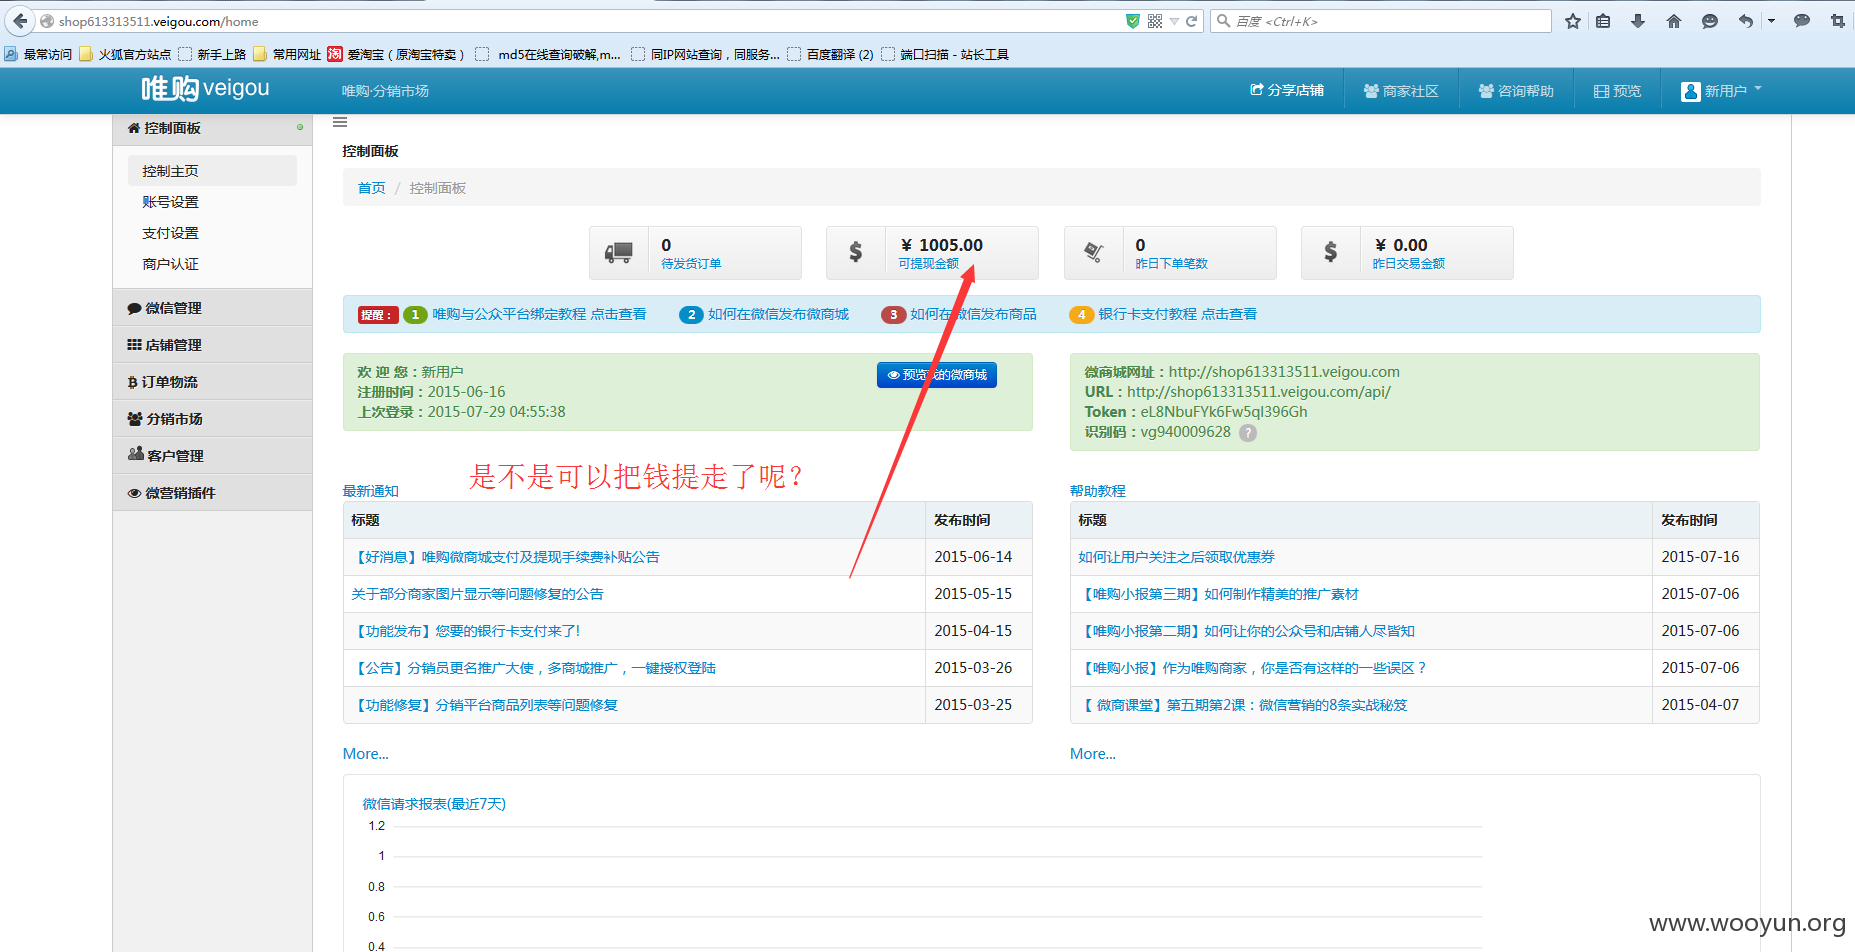 shop613313511.veigou.com/home
百度 <Ctrl+K>
最常访问 火狐官方站点 新手上路 常用网址 淘 爱淘宝（原淘宝特卖） md5在线查询破解,m... 同IP网站查询，同服务... 百度翻译 (2) 端口扫描 - 站长工具
唯购veigou 唯购·分销市场 分享店铺 商家社区 咨询帮助 预览 新用户
控制面板
控制主页
账号设置
支付设置
商户认证
微信管理
店铺管理
订单物流
分销市场
客户管理
微营销插件
控制面板
首页 / 控制面板
0
待发货订单
¥ 1005.00
可提现金额
0
昨日下单笔数
¥ 0.00
昨日交易金额
提醒： 1 唯购与公众平台绑定教程 点击查看 2 如何在微信发布微商城 3 如何在微信发布商品 4 银行卡支付教程 点击查看
欢 迎 您：新用户
注册时间：2015-06-16
上次登录：2015-07-29 04:55:38
预览我的微商城
微商城网址：http://shop613313511.veigou.com
URL：http://shop613313511.veigou.com/api/
Token：eL8NbuFYk6Fw5ql396Gh
识别码：vg940009628 ?
是不是可以把钱提走了呢?
最新通知
标题 发布时间
【好消息】唯购微商城支付及提现手续费补贴公告 2015-06-14
关于部分商家图片显示等问题修复的公告 2015-05-15
【功能发布】您要的银行卡支付来了! 2015-04-15
【公告】分销员更名推广大使，多商城推广，一键授权登陆 2015-03-26
【功能修复】分销平台商品列表等问题修复 2015-03-25
More...
帮助教程
标题 发布时间
如何让用户关注之后领取优惠券 2015-07-16
【唯购小报第三期】如何制作精美的推广素材 2015-07-06
【唯购小报第二期】如何让你的公众号和店铺人尽皆知 2015-07-06
【唯购小报】作为唯购商家，你是否有这样的一些误区？ 2015-07-06
【 微商课堂】第五期第2课：微信营销的8条实战秘笈 2015-04-07
More...
微信请求报表(最近7天)
1.2
1
0.8
0.6
0.4
www.wooyun.org